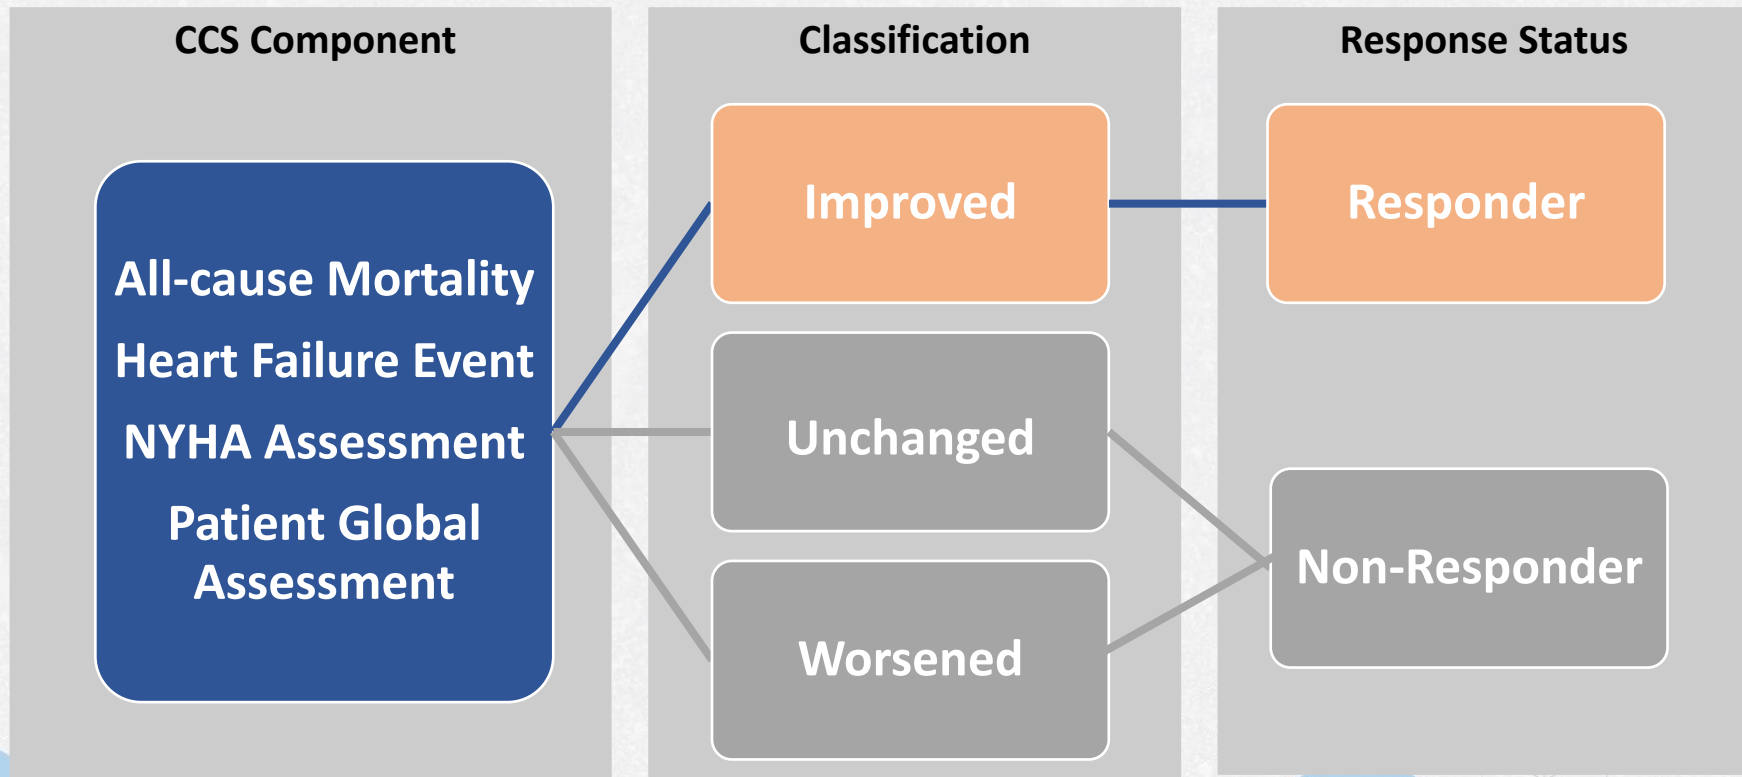 CCS Component
All-cause Mortality
Heart Failure Event
NYHA Assessment
Patient Global
Assessment
Classification
Improved
Unchanged
Worsened
Response Status
Responder
Non-Responder